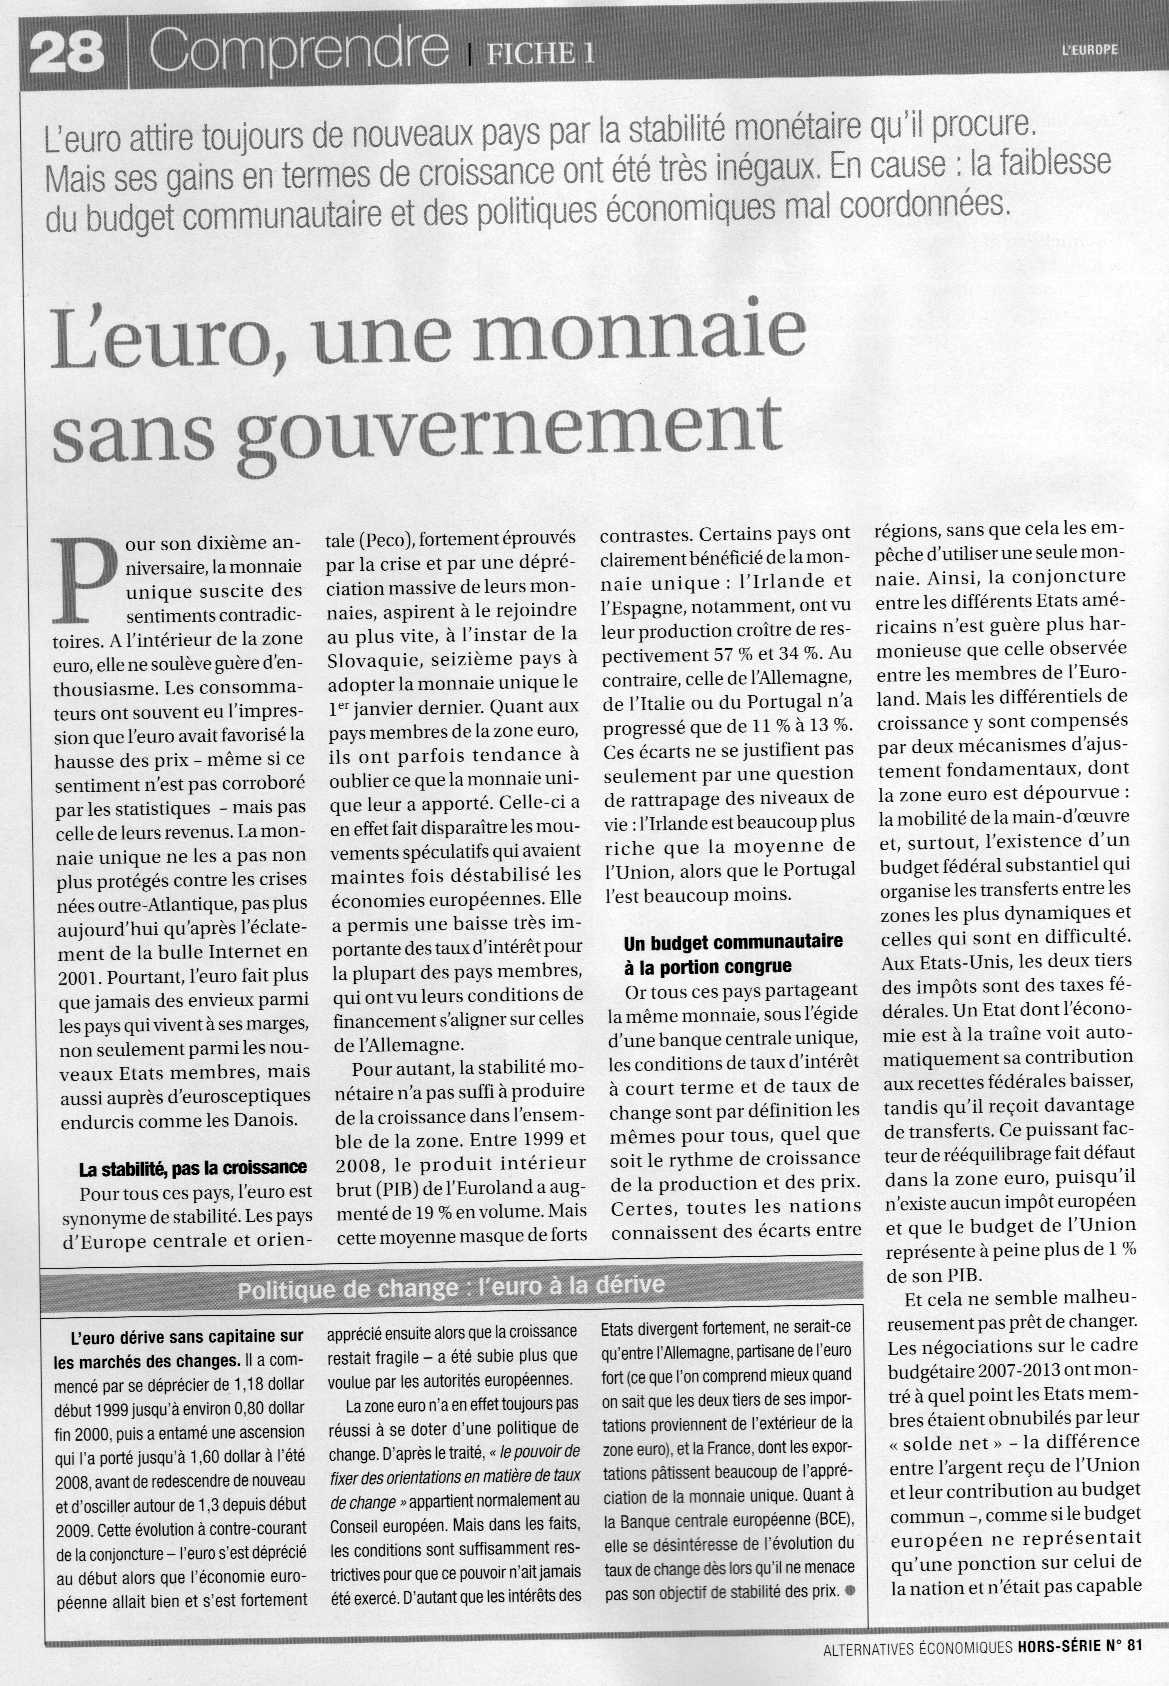 28 Comprendre | FICHE 1
L'EUROPE
L'euro attire toujours de nouveaux pays par la stabilité monétaire qu'il procure.
Mais ses gains en termes de croissance ont été très inégaux. En cause : la faiblesse
du budget communautaire et des politiques économiques mal coordonnées.
L'euro, une monnaie
sans gouvernement
Pour son dixième an-
niversaire, la monnaie
unique suscite des
sentiments contradic-
toires. A l'intérieur de la zone
euro, elle ne soulève guère d'en-
thousiasme. Les consomma-
teurs ont souvent eu l'impres-
sion que l'euro avait favorisé la
hausse des prix – même si ce
sentiment n'est pas corroboré
par les statistiques – mais pas
celle de leurs revenus. La mon-
naie unique ne les a pas non
plus protégés contre les crises
nées outre-Atlantique, pas plus
aujourd'hui qu'après l'éclate-
ment de la bulle Internet en
2001. Pourtant, l'euro fait plus
que jamais des envieux parmi
les pays qui vivent à ses marges,
non seulement parmi les nou-
veaux Etats membres, mais
aussi auprès d'eurosceptiques
endurcis comme les Danois.
La stabilité, pas la croissance
Pour tous ces pays, l'euro est
synonyme de stabilité. Les pays
d'Europe centrale et orien-
tale (Peco), fortement éprouvés
par la crise et par une dépré-
ciation massive de leurs mon-
naies, aspirent à le rejoindre
au plus vite, à l'instar de la
Slovaquie, seizième pays à
adopter la monnaie unique le
1er janvier dernier. Quant aux
pays membres de la zone euro,
ils ont parfois tendance à
oublier ce que la monnaie uni-
que leur a apporté. Celle-ci a
en effet fait disparaître les mou-
vements spéculatifs qui avaient
maintes fois déstabilisé les
économies européennes. Elle
a permis une baisse très im-
portante des taux d'intérêt pour
la plupart des pays membres,
qui ont vu leurs conditions de
financement s'aligner sur celles
de l'Allemagne.
Pour autant, la stabilité mo-
nétaire n'a pas suffi à produire
de la croissance dans l'ensem-
ble de la zone. Entre 1999 et
2008, le produit intérieur
brut (PIB) de l'Euroland a aug-
menté de 19 % en volume. Mais
cette moyenne masque de forts
contrastes. Certains pays ont
clairement bénéficié de la mon-
naie unique : l'Irlande et
l'Espagne, notamment, ont vu
leur production croître de res-
pectivement 57 % et 34 %. Au
contraire, celle de l'Allemagne,
de l'Italie ou du Portugal n'a
progressé que de 11 % à 13 %.
Ces écarts ne se justifient pas
seulement par une question
de rattrapage des niveaux de
vie : l'Irlande est beaucoup plus
riche que la moyenne de
l'Union, alors que le Portugal
l'est beaucoup moins.
Un budget communautaire
à la portion congrue
Or tous ces pays partageant
la même monnaie, sous l'égide
d'une banque centrale unique,
les conditions de taux d'intérêt
à court terme et de taux de
change sont par définition les
mêmes pour tous, quel que
soit le rythme de croissance
de la production et des prix.
Certes, toutes les nations
connaissent des écarts entre
régions, sans que cela les em-
pêche d'utiliser une seule mon-
naie. Ainsi, la conjoncture
entre les différents Etats amé-
ricains n'est guère plus har-
monieuse que celle observée
entre les membres de l'Euro-
land. Mais les différentiels de
croissance y sont compensés
par deux mécanismes d'ajus-
tement fondamentaux, dont
la zone euro est dépourvue :
la mobilité de la main-d'œuvre
et, surtout, l'existence d'un
budget fédéral substantiel qui
organise les transferts entre les
zones les plus dynamiques et
celles qui sont en difficulté.
Aux Etats-Unis, les deux tiers
des impôts sont des taxes fé-
dérales. Un Etat dont l'écono-
mie est à la traîne voit auto-
matiquement sa contribution
aux recettes fédérales baisser,
tandis qu'il reçoit davantage
de transferts. Ce puissant fac-
teur de rééquilibrage fait défaut
dans la zone euro, puisqu'il
n'existe aucun impôt européen
et que le budget de l'Union
représente à peine plus de 1 %
de son PIB.
Et cela ne semble malheu-
reusement pas prêt de changer.
Les négociations sur le cadre
budgétaire 2007-2013 ont mon-
tré à quel point les Etats mem-
bres étaient obnubilés par leur
« solde net » – la différence
entre l'argent reçu de l'Union
et leur contribution au budget
commun –, comme si le budget
européen ne représentait
qu'une ponction sur celui de
la nation et n'était pas capable
Politique de change : l'euro à la dérive
L'euro dérive sans capitaine sur
les marchés des changes. Il a com-
mencé par se déprécier de 1,18 dollar
début 1999 jusqu'à environ 0,80 dollar
fin 2000, puis a entamé une ascension
qui l'a porté jusqu'à 1,60 dollar à l'été
2008, avant de redescendre de nouveau
et d'osciller autour de 1,3 depuis début
2009. Cette évolution à contre-courant
de la conjoncture – l'euro s'est déprécié
au début alors que l'économie euro-
péenne allait bien et s'est fortement
apprécié ensuite alors que la croissance
restait fragile – a été subie plus que
voulue par les autorités européennes.
La zone euro n'a en effet toujours pas
réussi à se doter d'une politique de
change. D'après le traité, « le pouvoir de
fixer des orientations en matière de taux
de change » appartient normalement au
Conseil européen. Mais dans les faits,
les conditions sont suffisamment res-
trictives pour que ce pouvoir n'ait jamais
été exercé. D'autant que les intérêts des
Etats divergent fortement, ne serait-ce
qu'entre l'Allemagne, partisane de l'euro
fort (ce que l'on comprend mieux quand
on sait que les deux tiers de ses impor-
tations proviennent de l'extérieur de la
zone euro), et la France, dont les expor-
tations pâtissent beaucoup de l'appré-
ciation de la monnaie unique. Quant à
la Banque centrale européenne (BCE),
elle se désintéresse de l'évolution du
taux de change dès lors qu'il ne menace
pas son objectif de stabilité des prix. ●
ALTERNATIVES ÉCONOMIQUES HORS-SÉRIE N° 81